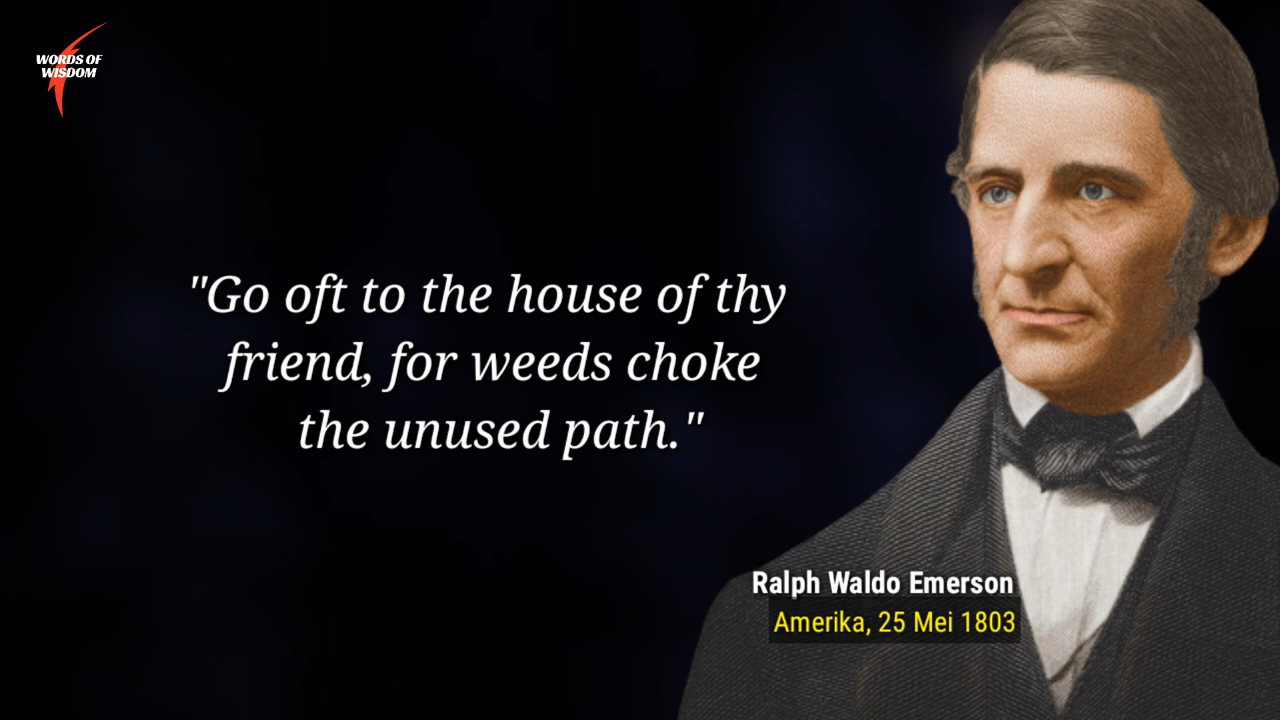 WORDS OF
WISDOM
"Go oft to the house of thy
friend, for weeds choke
the unused path."
Ralph Waldo Emerson
Amerika, 25 Mei 1803